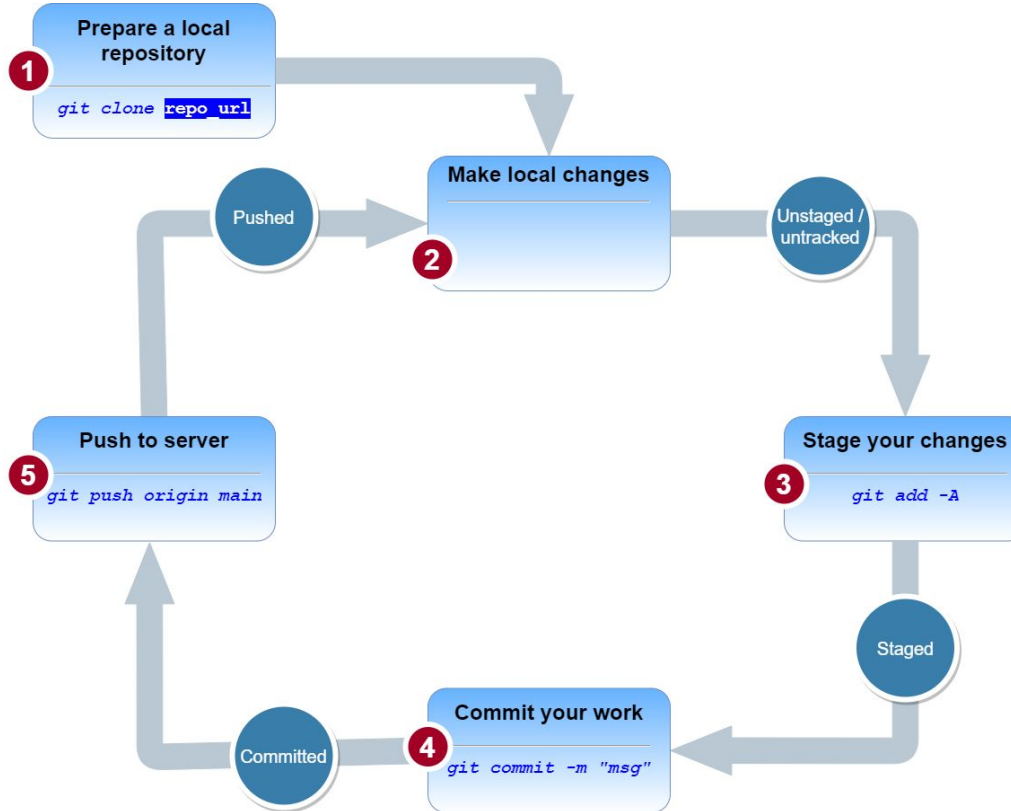 Prepare a local
repository
1
git clone repo_url
Make local changes
2
Pushed
Unstaged /
untracked
Push to server
5
git push origin main
Stage your changes
3
git add -A
Staged
Commit your work
4
git commit -m "msg"
Committed